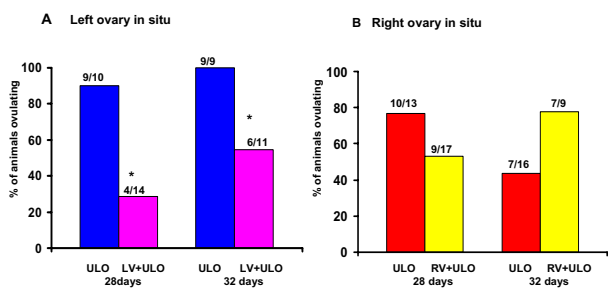 A Left ovary in situ
% of animals ovulating
100
80
60
40
20
0
9/10
*
4/14
9/9
*
6/11
ULO LV+ULO ULO LV+ULO
28days 32 days
B Right ovary in situ
% of animals ovulating
100
80
60
40
20
0
10/13
9/17
7/16
7/9
ULO RV+ULO ULO RV+ULO
28 days 32 days